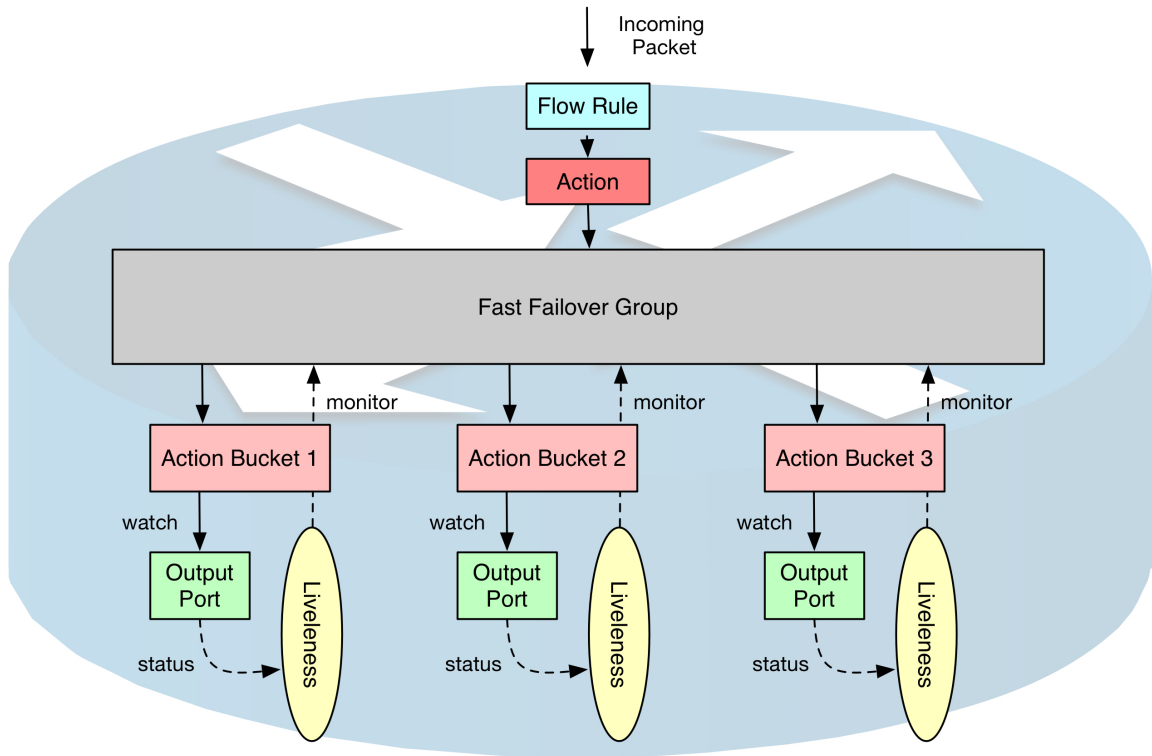 Incoming
Packet
Flow Rule
Action
Fast Failover Group
monitor
monitor
monitor
Action Bucket 1
Action Bucket 2
Action Bucket 3
watch
watch
watch
Output
Port
Liveleness
Output
Port
Liveleness
Output
Port
Liveleness
status
status
status